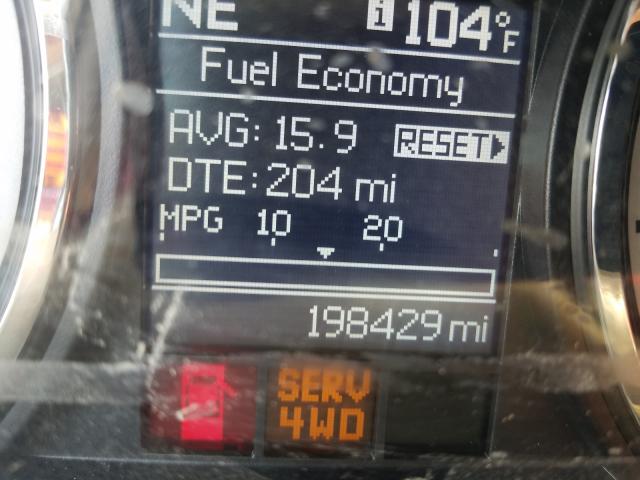 NE 104°F
Fuel Economy
AVG: 15.9 RESET
DTE: 204 mi
MPG 10 20
198429 mi
SERV
4WD